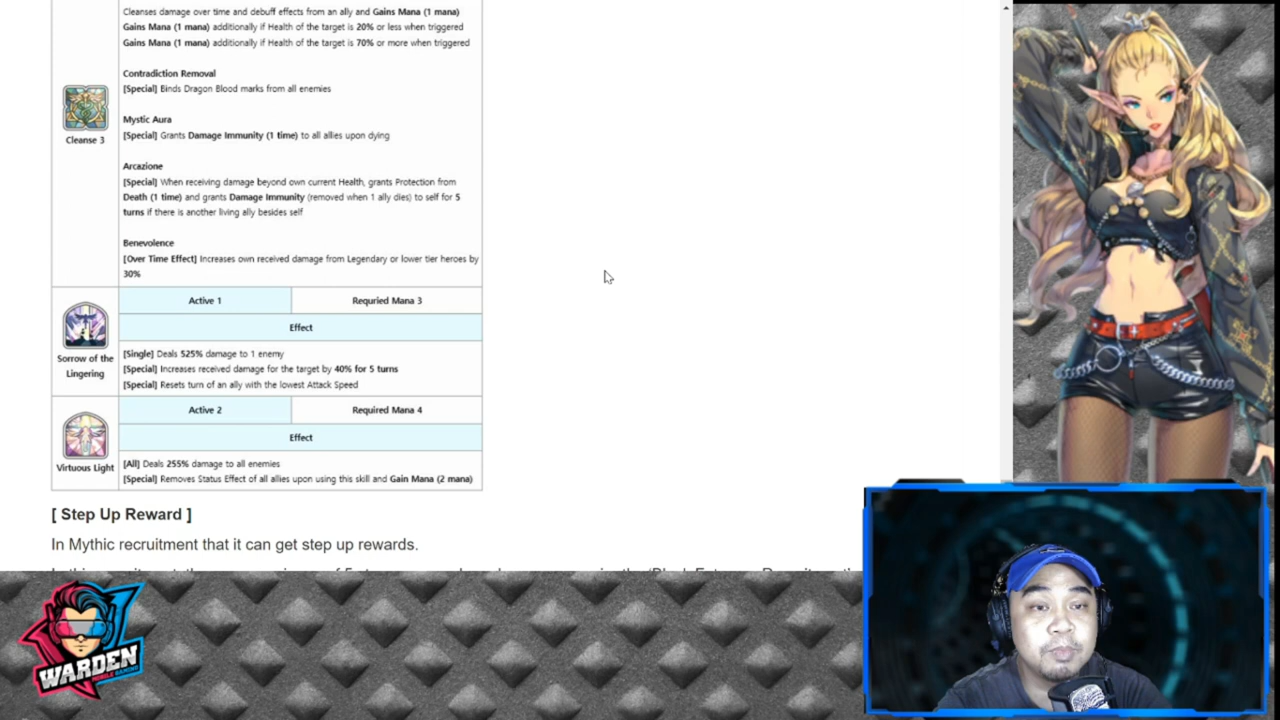 Cleanses damage over time and debuff effects from an ally and Gains Mana (1 mana)
Gains Mana (1 mana) additionally if Health of the target is 20% or less when triggered
Gains Mana (1 mana) additionally if Health of the target is 70% or more when triggered
Contradiction Removal
[Special] Binds Dragon Blood marks from all enemies
Mystic Aura
[Special] Grants Damage Immunity (1 time) to all allies upon dying
Cleanse 3
Arcazione
[Special] When receiving damage beyond own current Health, grants Protection from
Death (1 time) and grants Damage Immunity (removed when 1 ally dies) to self for 5
turns if there is another living ally besides self
Benevolence
[Over Time Effect] Increases own received damage from Legendary or lower tier heroes by
30%
Active 1
Requried Mana 3
Effect
Sorrow of the
Lingering
[Single] Deals 525% damage to 1 enemy
[Special] Increases received damage for the target by 40% for 5 turns
[Special] Resets turn of an ally with the lowest Attack Speed
Active 2
Required Mana 4
Effect
Virtuous Light
[All] Deals 255% damage to all enemies
[Special] Removes Status Effect of all allies upon using this skill and Gain Mana (2 mana)
[ Step Up Reward ]
In Mythic recruitment that it can get step up rewards.
WARDEN
MOBILE GAMING